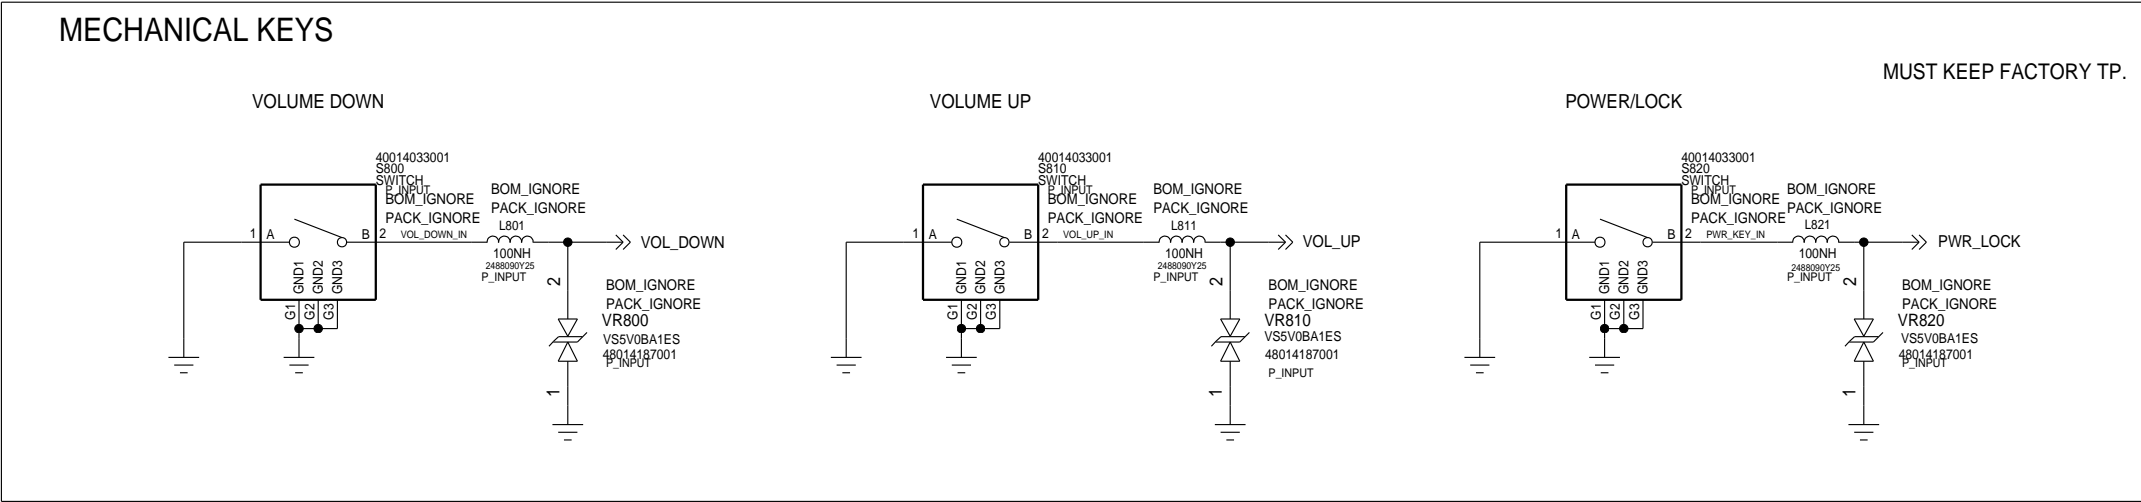 MECHANICAL KEYS
MUST KEEP FACTORY TP.
VOLUME DOWN
40014033001
S800
SWITCH
P_INPUT
BOM_IGNORE
PACK_IGNORE
BOM_IGNORE
PACK_IGNORE
L801
1 A
B 2
VOL_DOWN_IN
VOL_DOWN
100NH
2488090Y25
P_INPUT
GND1
GND2
GND3
G1
G2
G3
2
BOM_IGNORE
PACK_IGNORE
VR800
VS5V0BA1ES
48014187001
P_INPUT
1
VOLUME UP
40014033001
S810
SWITCH
P_INPUT
BOM_IGNORE
PACK_IGNORE
BOM_IGNORE
PACK_IGNORE
L811
1 A
B 2
VOL_UP_IN
VOL_UP
100NH
2488090Y25
P_INPUT
GND1
GND2
GND3
G1
G2
G3
2
BOM_IGNORE
PACK_IGNORE
VR810
VS5V0BA1ES
48014187001
P_INPUT
1
POWER/LOCK
40014033001
S820
SWITCH
P_INPUT
BOM_IGNORE
PACK_IGNORE
BOM_IGNORE
PACK_IGNORE
L821
1 A
B 2
PWR_KEY_IN
PWR_LOCK
100NH
2488090Y25
P_INPUT
GND1
GND2
GND3
G1
G2
G3
2
BOM_IGNORE
PACK_IGNORE
VR820
VS5V0BA1ES
48014187001
P_INPUT
1